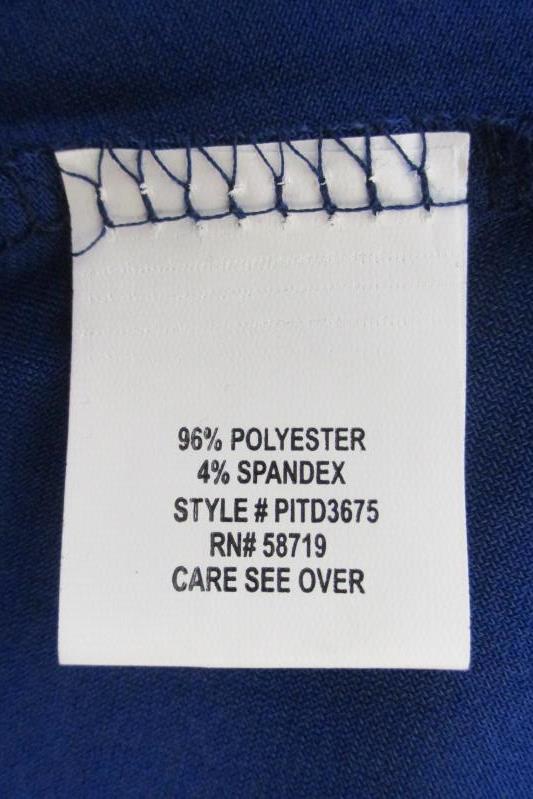 96% POLYESTER
4% SPANDEX
STYLE # PITD3675
RN# 58719
CARE SEE OVER